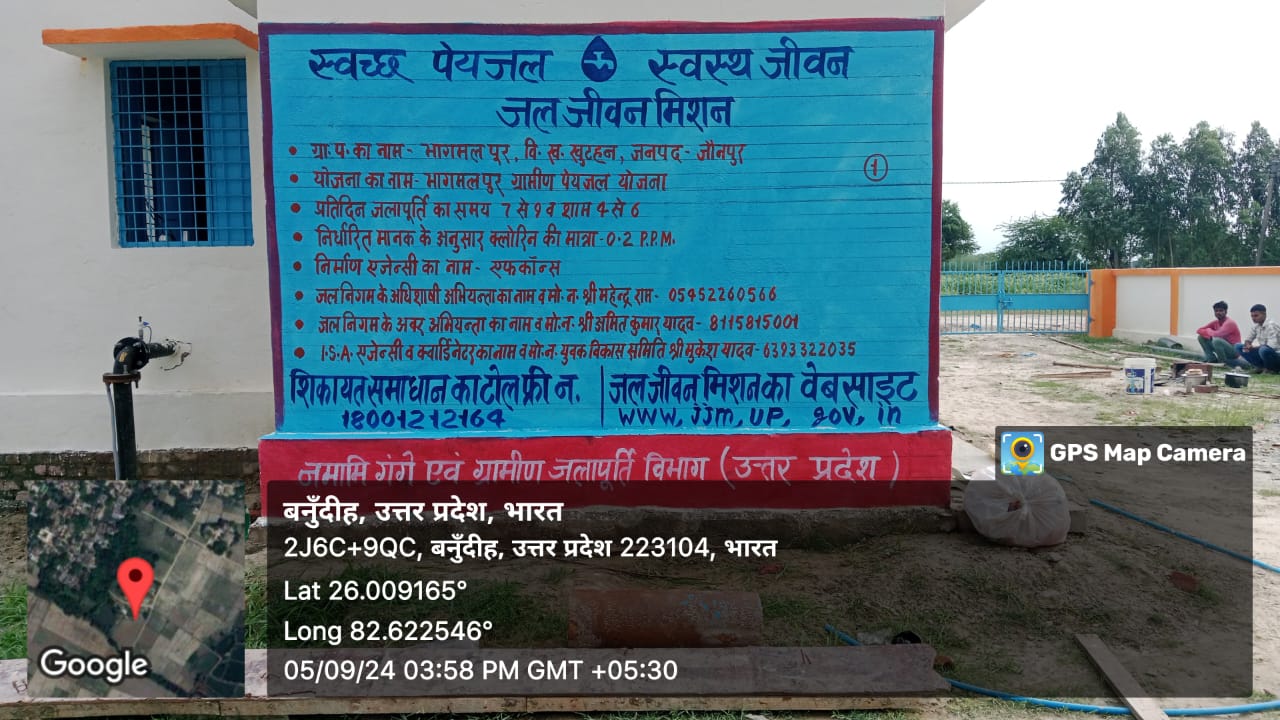 स्वच्छ पेयजल स्वस्थ जीवन
जल जीवन मिशन
• ग्रा.प. का नाम - भागमलपूर, वि. ख. खुटहन, जनपद - जौनपुर
1
• योजना का नाम - भागमलपुर ग्रामीण पेयजल योजना
• प्रतिदिन जलापूर्ति का समय 7 से 9 व शाम 4 से 6
• निर्धारित मानक के अनुसार क्लोरिन की मात्रा - 0.2 P.P.M.
• निर्माण एजेन्सी का नाम - एफकॉन्स
• जल निगम के अधिशाषी अभियन्ता का नाम व मो. न. श्री महेन्द्र राम - 05452260566
• जल निगम के अवर अभियन्ता का नाम व मो. न. श्री अमित कुमार यादव - 8115815001
• I.S.A. एजेन्सी व क्वार्डिनेटर का नाम व मो. न. युवक विकास समिति श्री मुकेश यादव - 6393322035
शिकायत समाधान का टोल फ्री न. जल जीवन मिशन का वेबसाइट
18001212164 www, jjm, up, gov, in
नमामि गंगे एवं ग्रामीण जलापूर्ति विभाग (उत्तर प्रदेश)
GPS Map Camera
बनुँदीह, उत्तर प्रदेश, भारत
2J6C+9QC, बनुँदीह, उत्तर प्रदेश 223104, भारत
Lat 26.009165°
Long 82.622546°
05/09/24 03:58 PM GMT +05:30
Google